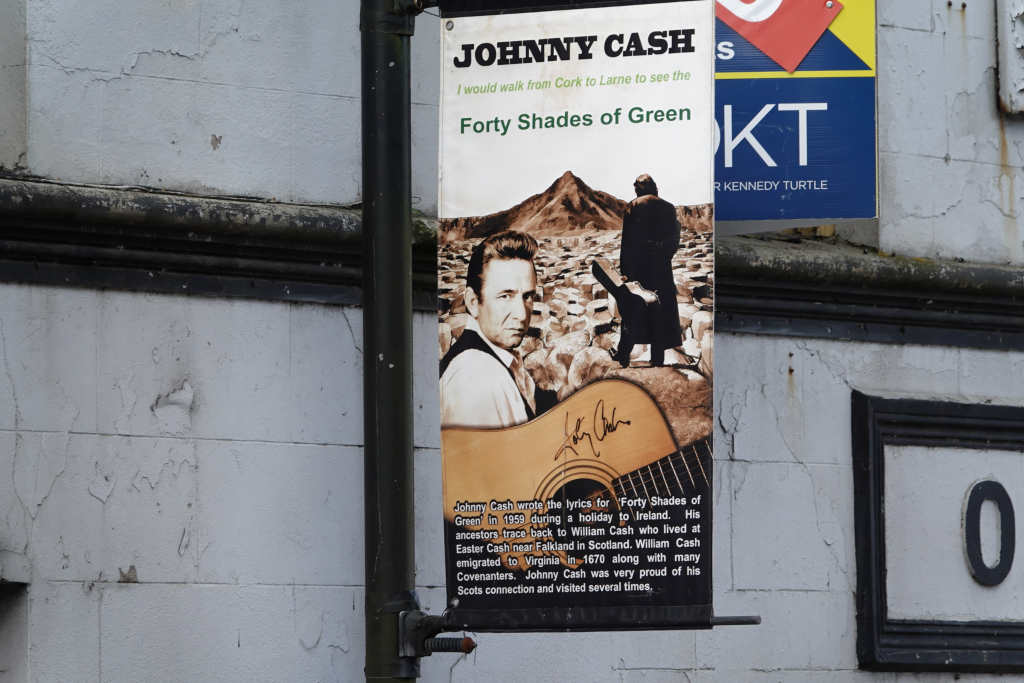 JOHNNY CASH
I would walk from Cork to Larne to see the
Forty Shades of Green
Johnny Cash wrote the lyrics for 'Forty Shades of
Green' in 1959 during a holiday to Ireland. His
ancestors trace back to William Cash who lived at
Easter Cash near Falkland in Scotland. William Cash
emigrated to Virginia in 1670 along with many
Covenanters. Johnny Cash was very proud of his
Scots connection and visited several times.
KT
KENNEDY TURTLE
O